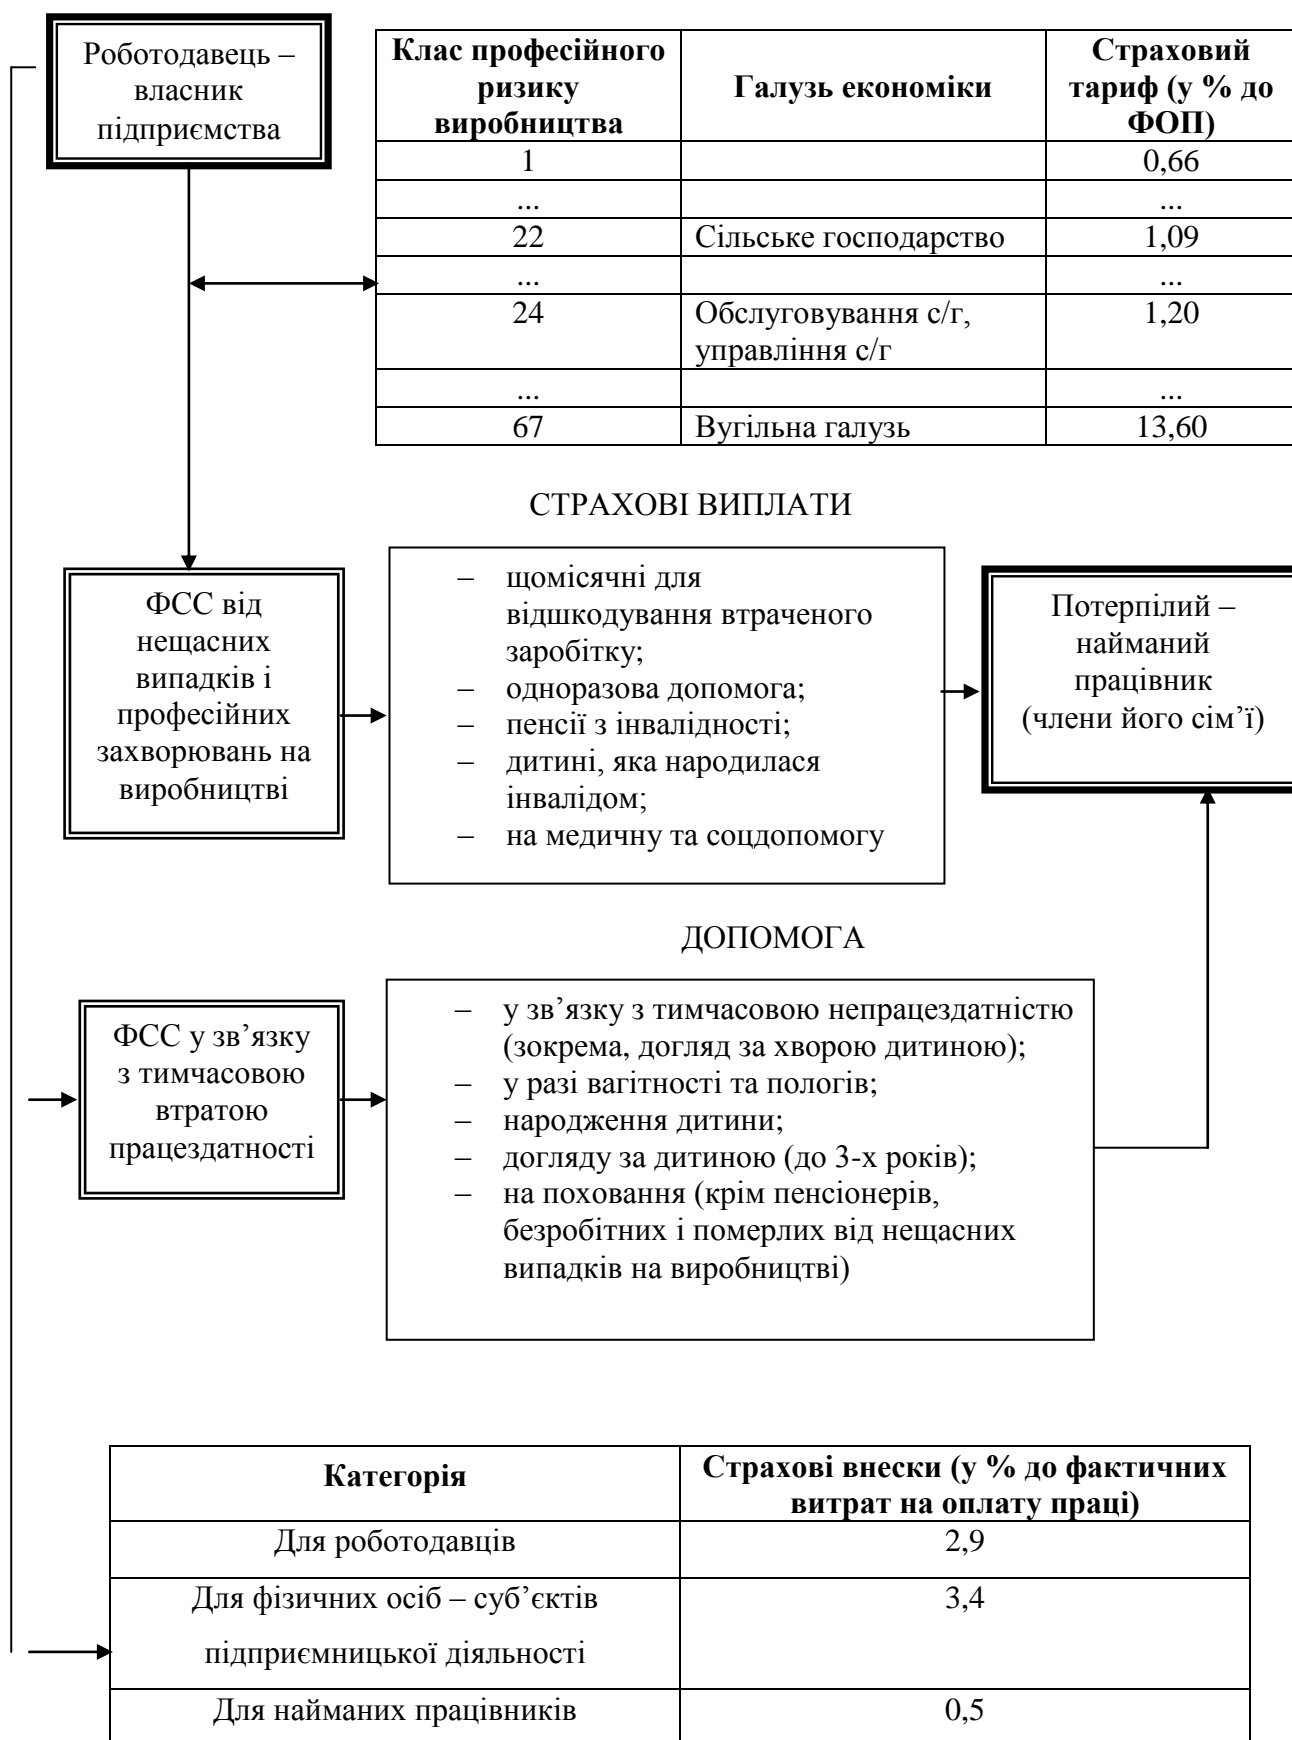 Роботодавець –
власник
підприємства
Клас професійного
ризику
виробництва
Галузь економіки
Страховий
тариф (у % до
ФОП)
1
0,66
...
...
22
Сільське господарство
1,09
...
...
24
Обслуговування с/г,
управління с/г
1,20
...
...
67
Вугільна галузь
13,60
СТРАХОВІ ВИПЛАТИ
ФСС від
нещасних
випадків і
професійних
захворювань на
виробництві
– щомісячні для
відшкодування втраченого
заробітку;
– одноразова допомога;
– пенсії з інвалідності;
– дитині, яка народилася
інвалідом;
– на медичну та соцдопомогу
Потерпілий –
найманий
працівник
(члени його сім’ї)
ДОПОМОГА
ФСС у зв’язку
з тимчасовою
втратою
працездатності
– у зв’язку з тимчасовою непрацездатністю
(зокрема, догляд за хворою дитиною);
– у разі вагітності та пологів;
– народження дитини;
– догляду за дитиною (до 3-х років);
– на поховання (крім пенсіонерів,
безробітних і померлих від нещасних
випадків на виробництві)
Категорія
Страхові внески (у % до фактичних
витрат на оплату праці)
Для роботодавців
2,9
Для фізичних осіб – суб’єктів
підприємницької діяльності
3,4
Для найманих працівників
0,5